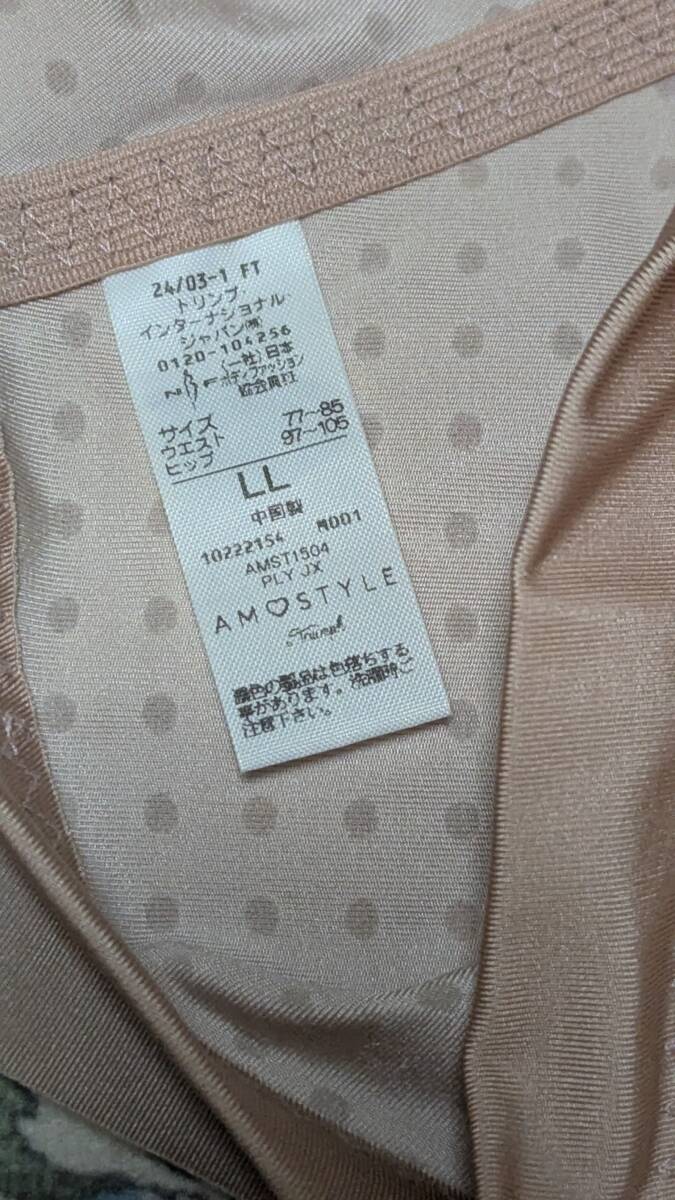 24/03-1 FT
トリンプ
インターナショナル
ジャパン㈱
0120-104256
NBF (一社)日本
ボディファッション
協会員社
サイズ
ウエスト 77~85
ヒップ 97~105
LL
中国製
10222154 M001
AMST1504
PLY JX
AM♡STYLE
Triumph
濃色の製品は色落ちする
事があります。洗濯時ご
注意下さい。